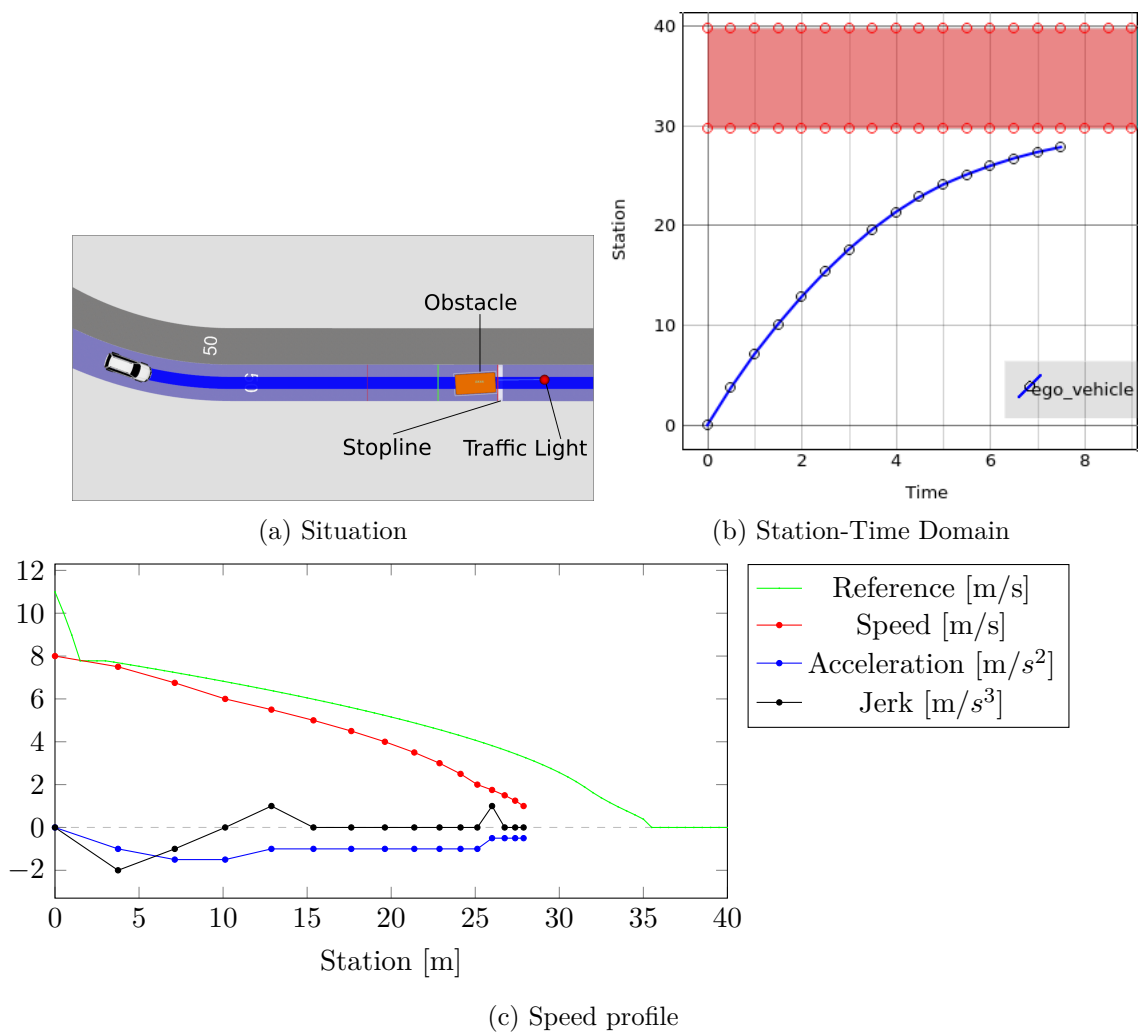 50
Obstacle
Stopline
Traffic Light
(a) Situation
40
30
20
10
0
Station
0
2
4
6
8
Time
ego_vehicle
(b) Station-Time Domain
12
10
8
6
4
2
0
−2
0
5
10
15
20
25
30
35
40
Station [m]
Reference [m/s]
Speed [m/s]
Acceleration [m/s²]
Jerk [m/s³]
(c) Speed profile